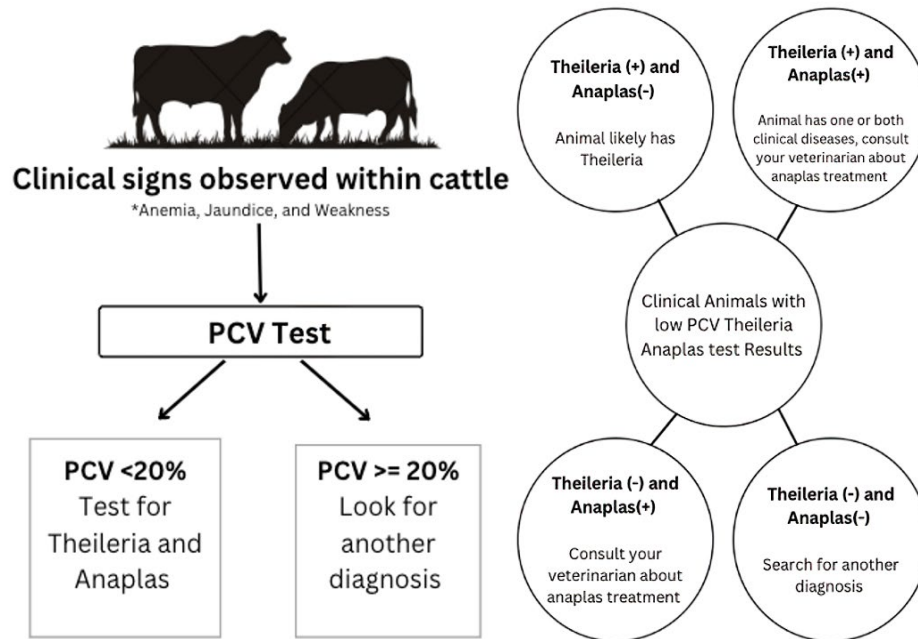 Clinical signs observed within cattle
*Anemia, Jaundice, and Weakness
PCV Test
PCV <20%
Test for
Theileria and
Anaplas
PCV >= 20%
Look for
another
diagnosis
Theileria (+) and
Anaplas(-)
Animal likely has
Theileria
Theileria (+) and
Anaplas(+)
Animal has one or both
clinical diseases, consult
your veterinarian about
anaplas treatment
Clinical Animals with
low PCV Theileria
Anaplas test Results
Theileria (-) and
Anaplas(+)
Consult your
veterinarian about
anaplas treatment
Theileria (-) and
Anaplas(-)
Search for another
diagnosis